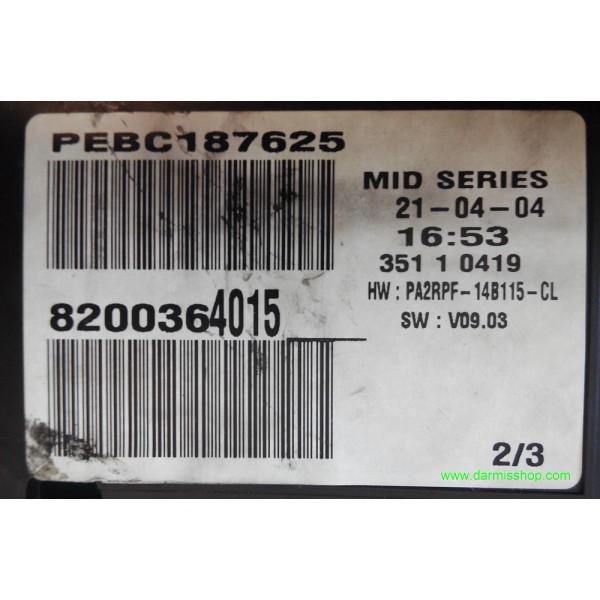 PEBC187625
MID SERIES
21-04-04
16:53
351 1 0419
HW : PA2RPF-14B115-CL
SW : V09.03
8200364015
2/3
www.darmisshop.com